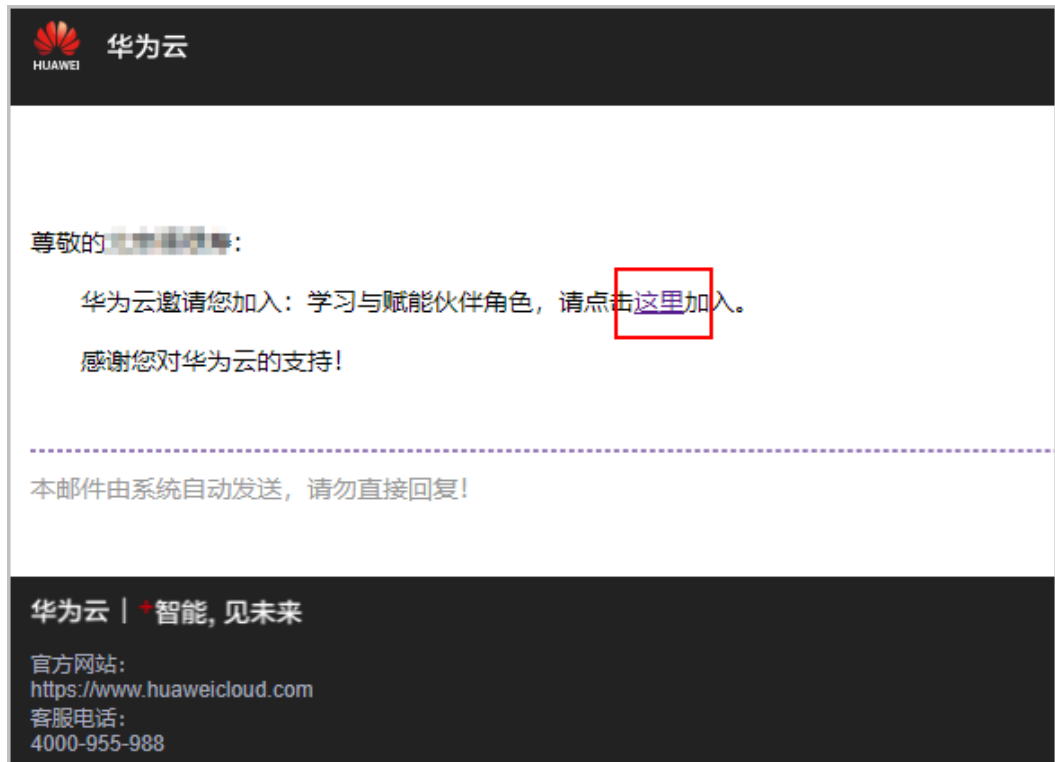 HUAWEI
华为云
尊敬的:
华为云邀请您加入：学习与赋能伙伴角色，请点击这里加入。
感谢您对华为云的支持！
本邮件由系统自动发送，请勿直接回复！
华为云 | +智能, 见未来
官方网站：
https://www.huaweicloud.com
客服电话：
4000-955-988